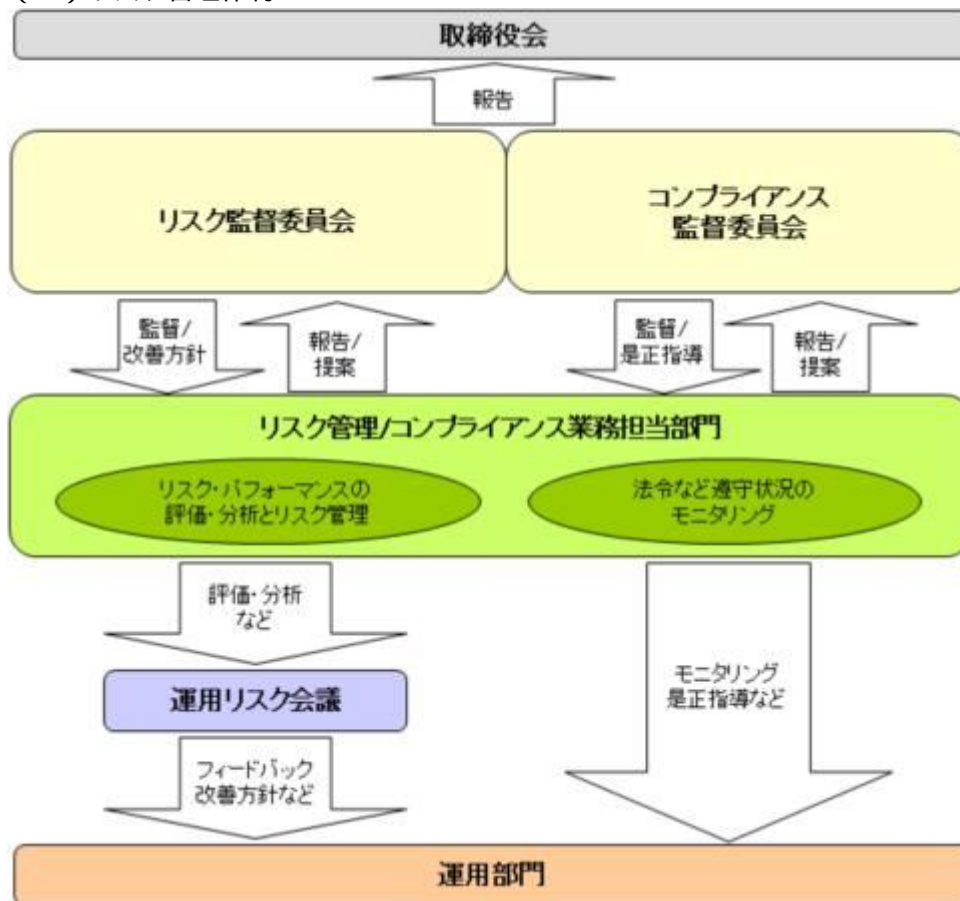 取締役会
報告
リスク監督委員会
コンプライアンス
監督委員会
監督/
改善方針
報告/
提案
監督/
是正指導
報告/
提案
リスク管理/コンプライアンス業務担当部門
リスク・パフォーマンスの
評価・分析とリスク管理
法令など遵守状況の
モニタリング
評価・分析
など
運用リスク会議
モニタリング
是正指導など
フィードバック
改善方針など
運用部門